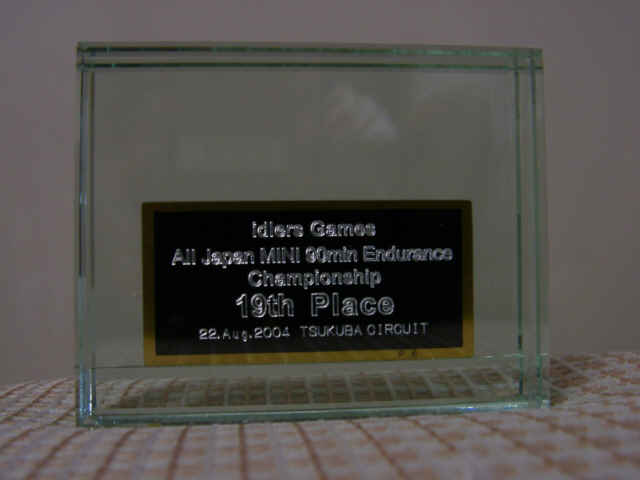 idlers Games
All Japan MINI 90min Endurance
Championship
19th Place
22.Aug.2004 TSUKUBA CIRCUIT